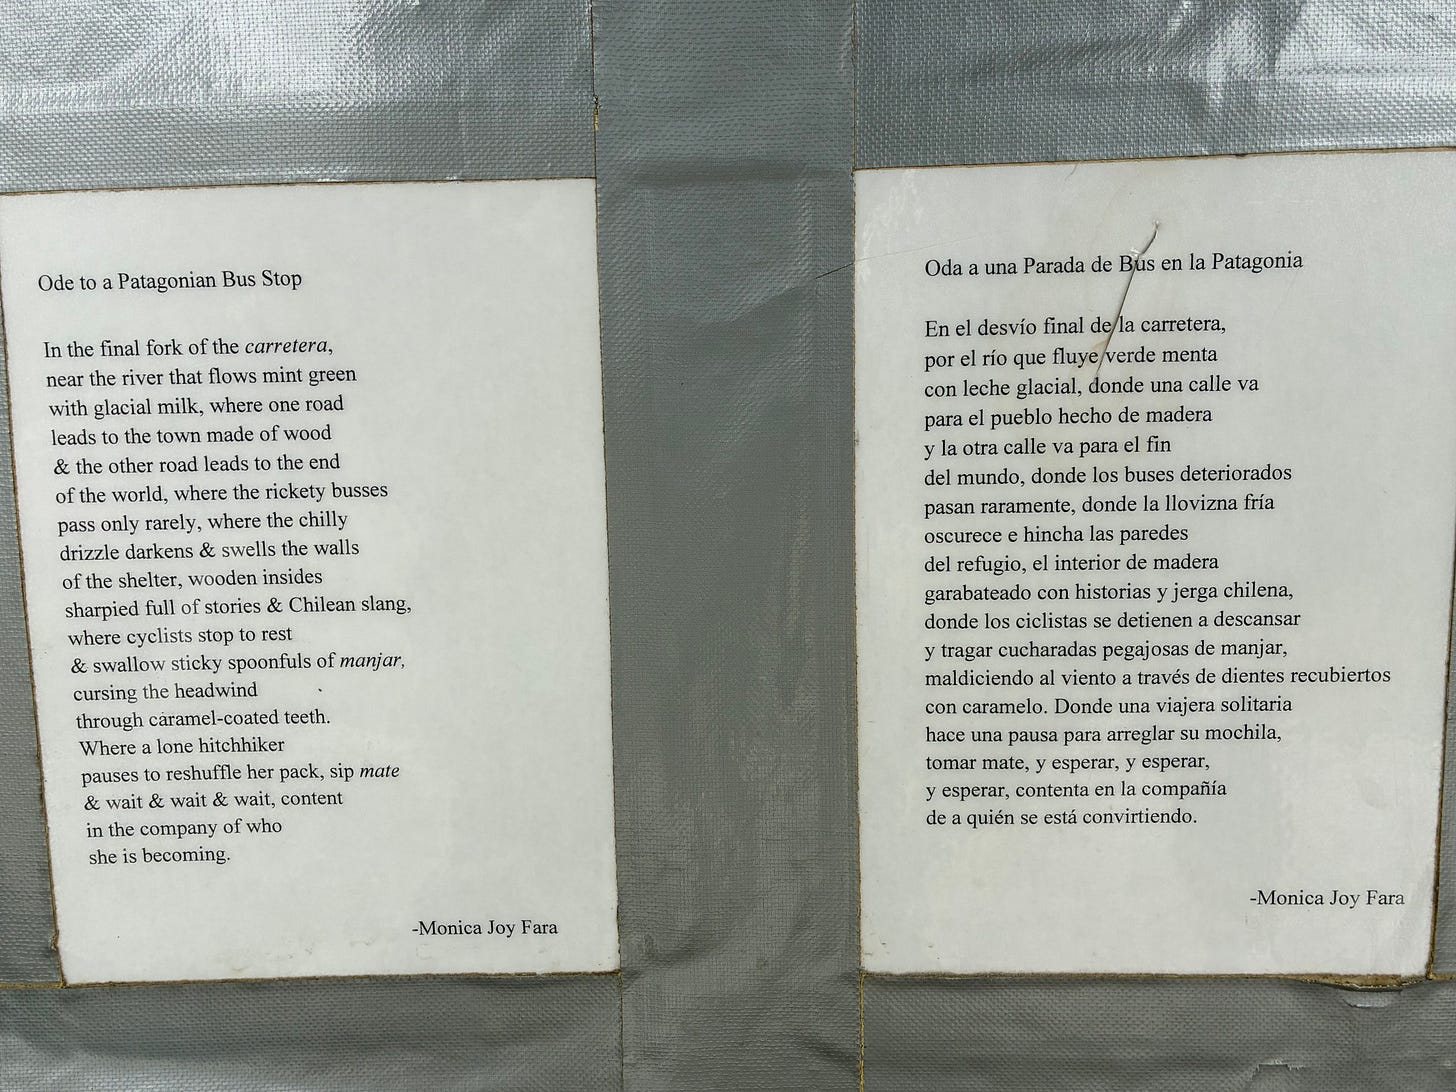 Ode to a Patagonian Bus Stop
In the final fork of the carretera,
near the river that flows mint green
with glacial milk, where one road
leads to the town made of wood
& the other road leads to the end
of the world, where the rickety busses
pass only rarely, where the chilly
drizzle darkens & swells the walls
of the shelter, wooden insides
sharpied full of stories & Chilean slang,
where cyclists stop to rest
& swallow sticky spoonfuls of manjar,
cursing the headwind
through caramel-coated teeth.
Where a lone hitchhiker
pauses to reshuffle her pack, sip mate
& wait & wait & wait, content
in the company of who
she is becoming.
-Monica Joy Fara
Oda a una Parada de Bus en la Patagonia
En el desvío final de la carretera,
por el río que fluye verde menta
con leche glacial, donde una calle va
para el pueblo hecho de madera
y la otra calle va para el fin
del mundo, donde los buses deteriorados
pasan raramente, donde la llovizna fría
oscurece e hincha las paredes
del refugio, el interior de madera
garabateado con historias y jerga chilena,
donde los ciclistas se detienen a descansar
y tragar cucharadas pegajosas de manjar,
maldiciendo al viento a través de dientes recubiertos
con caramelo. Donde una viajera solitaria
hace una pausa para arreglar su mochila,
tomar mate, y esperar, y esperar,
y esperar, contenta en la compañía
de a quién se está convirtiendo.
-Monica Joy Fara